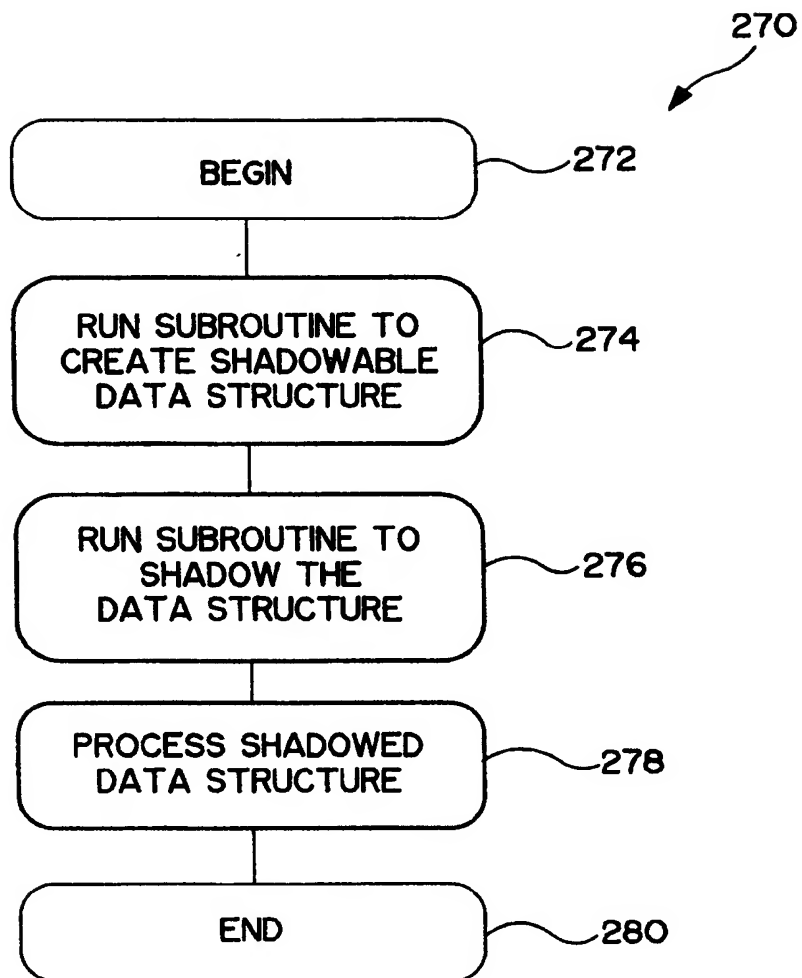 270
BEGIN
272
RUN SUBROUTINE TO
CREATE SHADOWABLE
DATA STRUCTURE
274
RUN SUBROUTINE TO
SHADOW THE
DATA STRUCTURE
276
PROCESS SHADOWED
DATA STRUCTURE
278
END
280